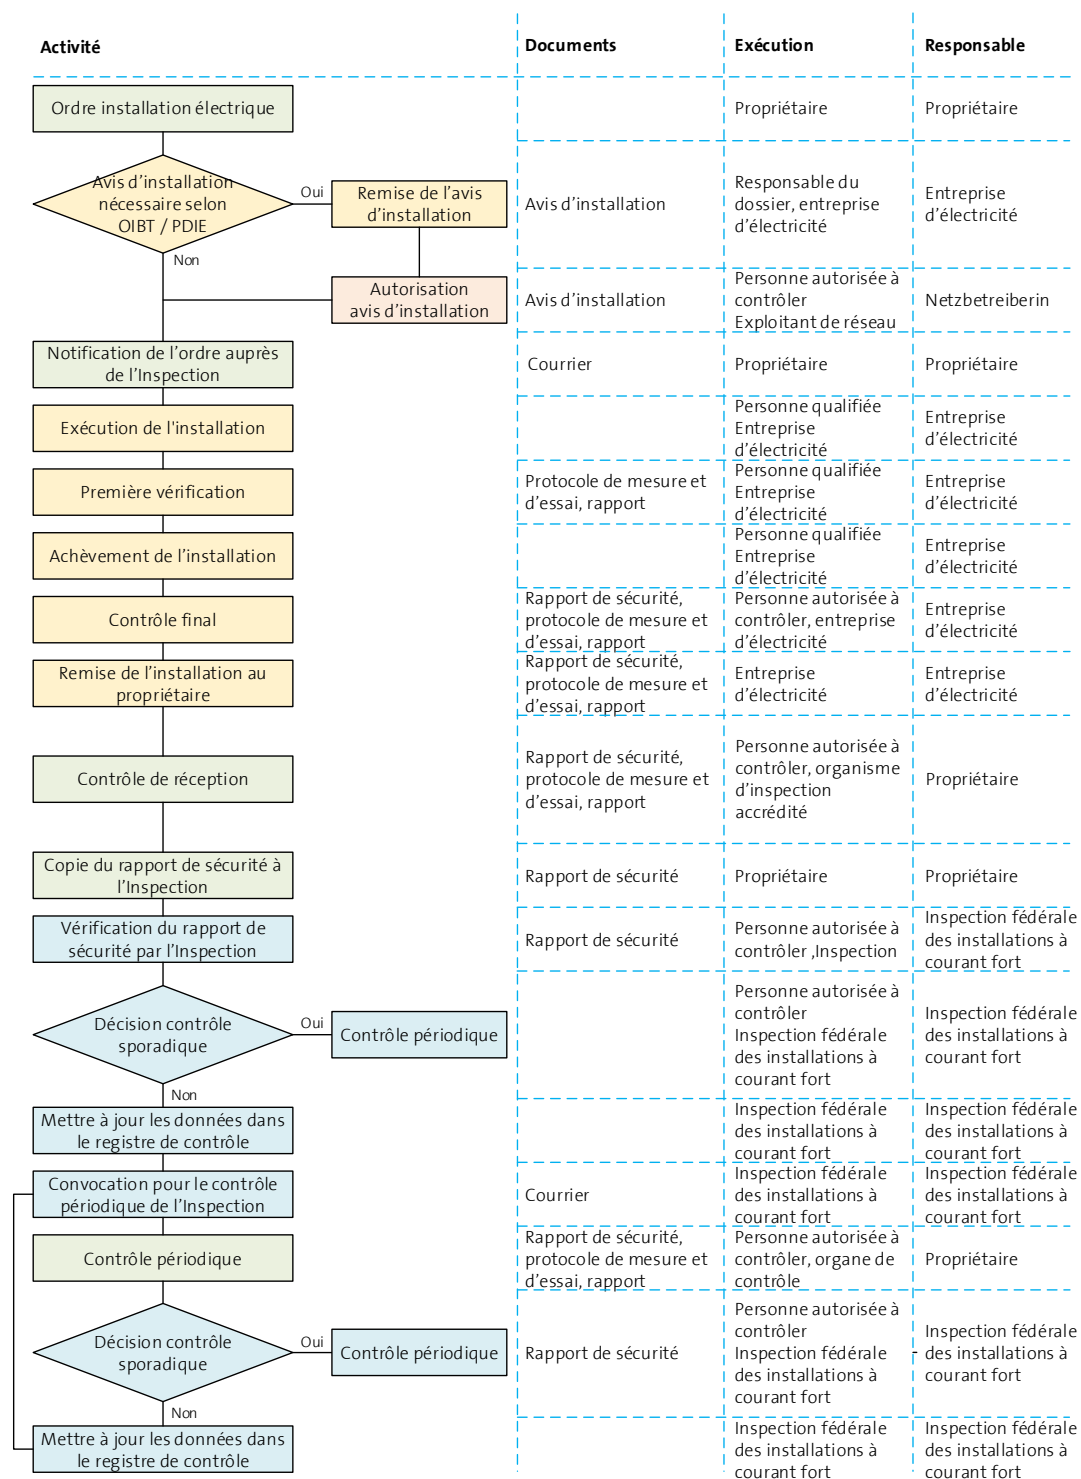 Activité
Documents
Exécution
Responsable
Ordre installation électrique
Propriétaire
Propriétaire
Avis d'installation
nécessaire selon
OIBT / PDIE
Oui
Non
Remise de l'avis
d'installation
Avis d'installation
Responsable du
dossier, entreprise
d'électricité
Entreprise
d'électricité
Autorisation
avis d'installation
Avis d'installation
Personne autorisée à
contrôler
Exploitant de réseau
Netzbetreiberin
Notification de l'ordre auprès
de l'Inspection
Courrier
Propriétaire
Propriétaire
Exécution de l'installation
Personne qualifiée
Entreprise
d'électricité
Entreprise
d'électricité
Première vérification
Protocole de mesure et
d'essai, rapport
Personne qualifiée
Entreprise
d'électricité
Entreprise
d'électricité
Achèvement de l'installation
Personne qualifiée
Entreprise
d'électricité
Entreprise
d'électricité
Contrôle final
Rapport de sécurité,
protocole de mesure et
d'essai, rapport
Personne autorisée à
contrôler, entreprise
d'électricité
Entreprise
d'électricité
Remise de l'installation au
propriétaire
Rapport de sécurité,
protocole de mesure et
d'essai, rapport
Entreprise
d'électricité
Entreprise
d'électricité
Contrôle de réception
Rapport de sécurité,
protocole de mesure et
d'essai, rapport
Personne autorisée à
contrôler, organisme
d'inspection
accrédité
Propriétaire
Copie du rapport de sécurité à
l'Inspection
Rapport de sécurité
Propriétaire
Propriétaire
Vérification du rapport de
sécurité par l'Inspection
Rapport de sécurité
Personne autorisée à
contrôler ,Inspection
Inspection fédérale
des installations à
courant fort
Décision contrôle
sporadique
Oui
Non
Contrôle périodique
Personne autorisée à
contrôler
Inspection fédérale
des installations à
courant fort
Inspection fédérale
des installations à
courant fort
Mettre à jour les données dans
le registre de contrôle
Inspection fédérale
des installations à
courant fort
Inspection fédérale
des installations à
courant fort
Convocation pour le contrôle
périodique de l'Inspection
Courrier
Inspection fédérale
des installations à
courant fort
Inspection fédérale
des installations à
courant fort
Contrôle périodique
Rapport de sécurité,
protocole de mesure et
d'essai, rapport
Personne autorisée à
contrôler, organe de
contrôle
Propriétaire
Décision contrôle
sporadique
Oui
Non
Contrôle périodique
Rapport de sécurité
Personne autorisée à
contrôler
Inspection fédérale
des installations à
courant fort
Inspection fédérale
des installations à
courant fort
Mettre à jour les données dans
le registre de contrôle
Inspection fédérale
des installations à
courant fort
Inspection fédérale
des installations à
courant fort